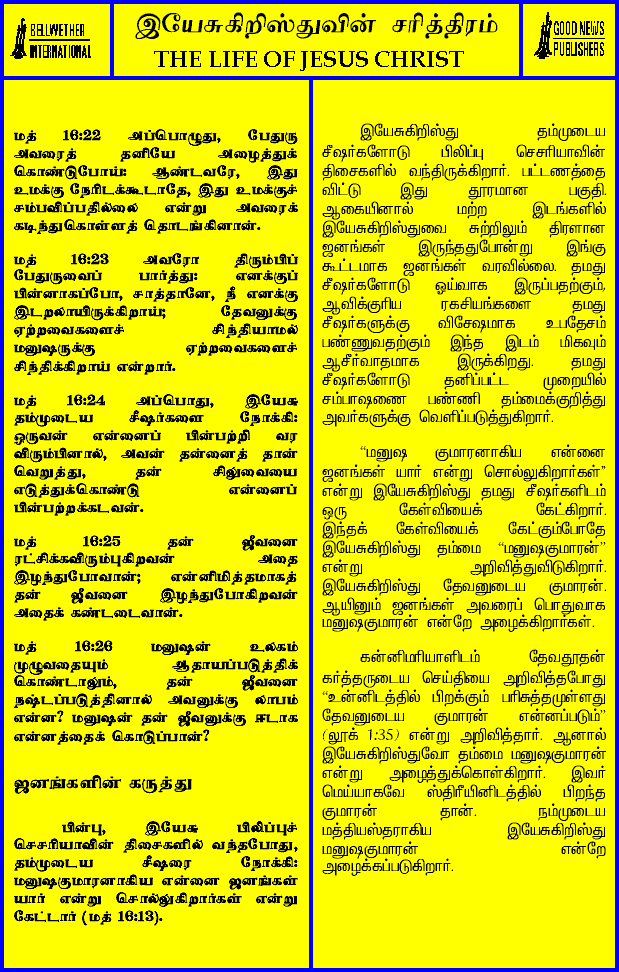 BELLWETHER
INTERNATIONAL
இயேசுகிறிஸ்துவின் சரித்திரம்
THE LIFE OF JESUS CHRIST
GOOD NEWS
PUBLISHERS
மத் 16:22 அப்பொழுது, பேதுரு
அவரைத் தனியே அழைத்துக்
கொண்டுபோய்: ஆண்டவரே, இது
உமக்கு நேரிடக்கூடாதே, இது உமக்குச்
சம்பவிப்பதில்லை என்று அவரைக்
கடிந்துகொள்ளத் தொடங்கினான்.
மத் 16:23 அவரோ திரும்பிப்
பேதுருவைப் பார்த்து: எனக்குப்
பின்னாகப்போ, சாத்தானே, நீ எனக்கு
இடறலாயிருக்கிறாய்; தேவனுக்கு
ஏற்றவைகளைச் சிந்தியாமல்
மனுஷருக்கு ஏற்றவைகளைச்
சிந்திக்கிறாய் என்றார்.
மத் 16:24 அப்பொது, இயேசு
தம்முடைய சீஷர்களை நோக்கி:
ஒருவன் என்னைப் பின்பற்றி வர
விரும்பினால், அவன் தன்னைத் தான்
வெறுத்து, தன் சிலுவையை
எடுத்துக்கொண்டு என்னைப்
பின்பற்றக்கடவன்.
மத் 16:25 தன் ஜீவனை
ரட்சிக்கவிரும்புகிறவன் அதை
இழந்துபோவான்; என்னிமித்தமாகத்
தன் ஜீவனை இழந்துபோகிறவன்
அதைக் கண்டடைவான்.
மத் 16:26 மனுஷன் உலகம்
முழுவதையும் ஆதாயப்படுத்திக்
கொண்டாலும், தன் ஜீவனை
நஷ்டப்படுத்தினால் அவனுக்கு லாபம்
என்ன? மனுஷன் தன் ஜீவனுக்கு ஈடாக
என்னத்தைக் கொடுப்பான்?
ஜனங்களின் கருத்து
பின்பு, இயேசு பிலிப்புச்
செசரியாவின் திசைகளில் வந்தபோது,
தம்முடைய சீஷரை நோக்கி:
மனுஷகுமாரனாகிய என்னை ஜனங்கள்
யார் என்று சொல்லுகிறார்கள் என்று
கேட்டார் (மத் 16:13).
இயேசுகிறிஸ்து தம்முடைய
சீஷர்களோடு பிலிப்பு செசரியாவின்
திசைகளில் வந்திருக்கிறார். பட்டணத்தை
விட்டு இது தூரமான பகுதி.
ஆகையினால் மற்ற இடங்களில்
இயேசுகிறிஸ்துவை சுற்றிலும் திரளான
ஜனங்கள் இருந்ததுபோன்று இங்கு
கூட்டமாக ஜனங்கள் வரவில்லை. தமது
சீஷர்களோடு ஓய்வாக இருப்பதற்கும்,
ஆவிக்குரிய ரகசியங்களை தமது
சீஷர்களுக்கு விசேஷமாக உபதேசம்
பண்ணுவதற்கும் இந்த இடம் மிகவும்
ஆசீர்வாதமாக இருக்கிறது. தமது
சீஷர்களோடு தனிப்பட்ட முறையில்
சம்பாஷணை பண்ணி தம்மைக்குறித்து
அவர்களுக்கு வெளிப்படுத்துகிறார்.
“மனுஷ குமாரனாகிய என்னை
ஜனங்கள் யார் என்று சொல்லுகிறார்கள்”
என்று இயேசுகிறிஸ்து தமது சீஷர்களிடம்
ஒரு கேள்வியைக் கேட்கிறார்.
இந்தக் கேள்வியைக் கேட்கும்போதே
இயேசுகிறிஸ்து தம்மை “மனுஷகுமாரன்”
என்று அறிவித்துவிடுகிறார்.
இயேசுகிறிஸ்து தேவனுடைய குமாரன்.
ஆயினும் ஜனங்கள் அவரைப் பொதுவாக
மனுஷகுமாரன் என்றே அழைக்கிறார்கள்.
கன்னிமரியாளிடம் தேவதூதன்
கர்த்தருடைய செய்தியை அறிவித்தபோது
“உன்னிடத்தில் பிறக்கும் பரிசுத்தமுள்ளது
தேவனுடைய குமாரன் என்னப்படும்”
(லூக் 1:35) என்று அறிவித்தார். ஆனால்
இயேசுகிறிஸ்துவோ தம்மை மனுஷகுமாரன்
என்று அழைத்துக்கொள்கிறார். இவர்
மெய்யாகவே ஸ்திரீயினிடத்தில் பிறந்த
குமாரன் தான். நம்முடைய
மத்தியஸ்தராகிய இயேசுகிறிஸ்து
மனுஷகுமாரன் என்றே
அழைக்கப்படுகிறார்.